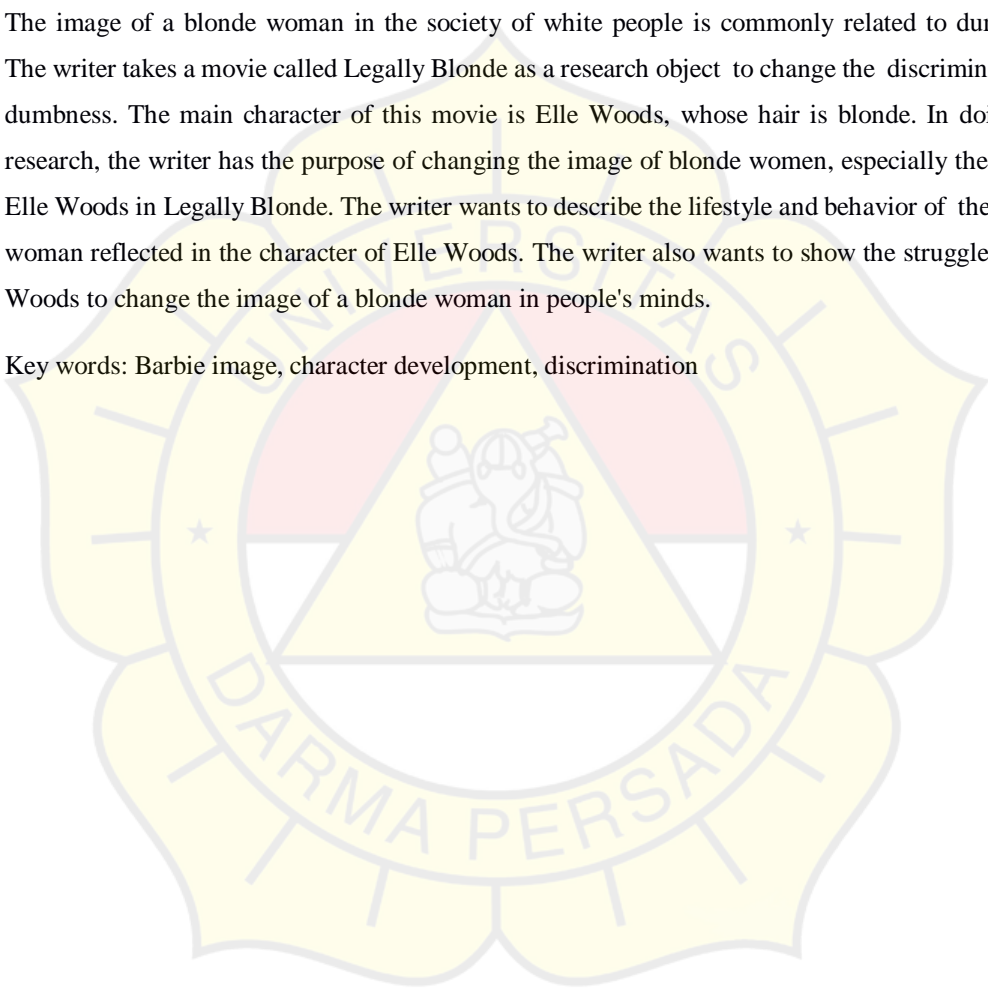 The image of a blonde woman in the society of white people is commonly related to
The writer takes a movie called Legally Blonde as a research object to change the
dumbness. The main character of this movie is Elle Woods, whose hair is blonde. In
research, the writer has the purpose of changing the image of blonde women, especially the
Elle Woods in Legally Blonde. The writer wants to describe the lifestyle and behavior of the
woman reflected in the character of Elle Woods. The writer also wants to show the struggle
Woods to change the image of a blonde woman in people's minds.
Key words: Barbie image, character development, discrimination
UNIVERSITAS
DARMA PERSADA